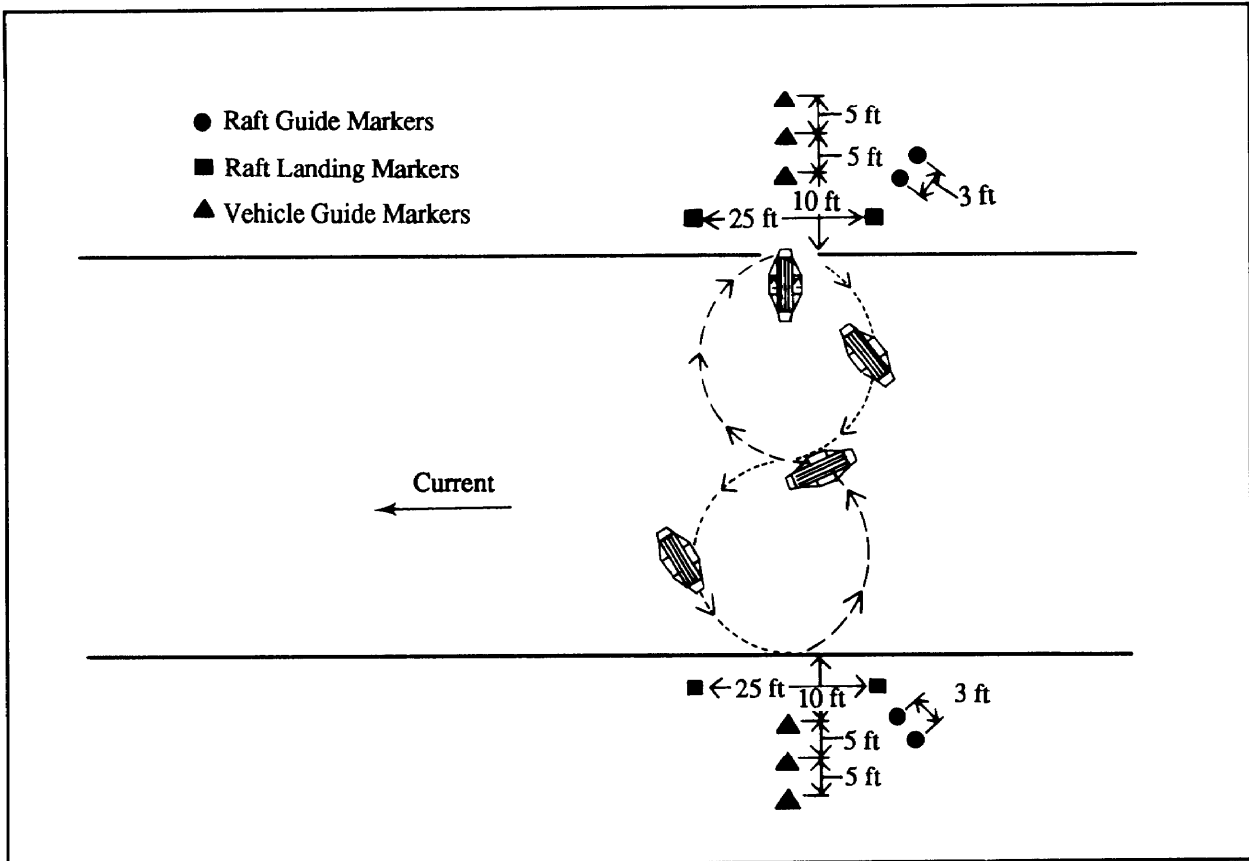 Raft Guide Markers
Raft Landing Markers
Vehicle Guide Markers
5 ft
5 ft
3 ft
10 ft
25 ft
Current
25 ft
10 ft
3 ft
5 ft
5 ft